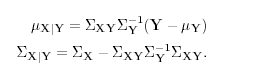 μ_{X|Y} = Σ_{XY}Σ_Y^{-1}(Y − μ_Y)
Σ_{X|Y} = Σ_X − Σ_{XY}Σ_Y^{-1}Σ_{XY}.